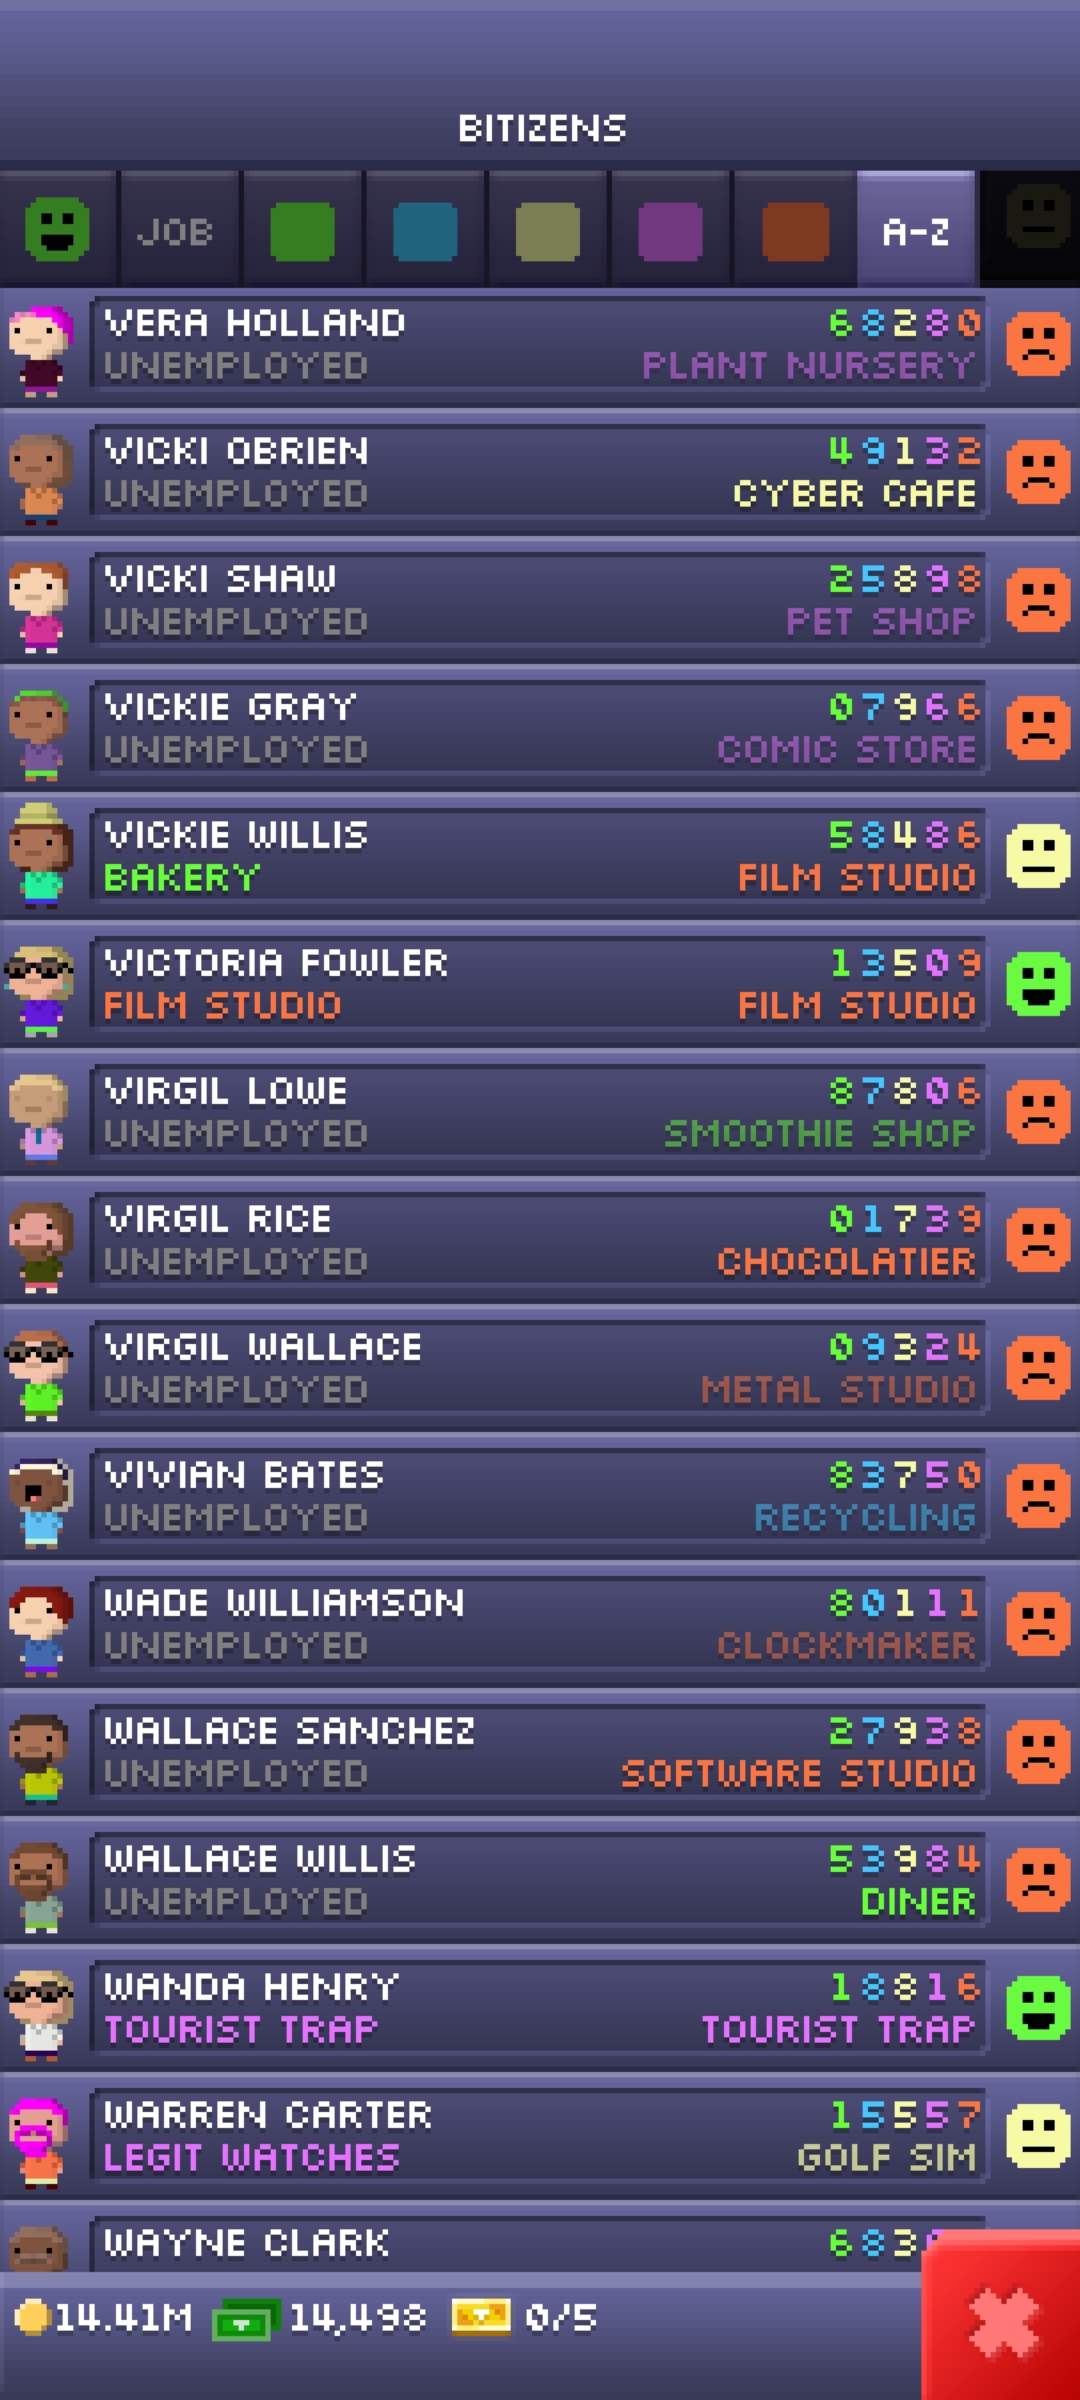 BITIZENS
JOB A-Z
VERA HOLLAND 68280
UNEMPLOYED PLANT NURSERY
VICKI OBRIEN 49132
UNEMPLOYED CYBER CAFE
VICKI SHAW 25898
UNEMPLOYED PET SHOP
VICKIE GRAY 07966
UNEMPLOYED COMIC STORE
VICKIE WILLIS 58486
BAKERY FILM STUDIO
VICTORIA FOWLER 13509
FILM STUDIO FILM STUDIO
VIRGIL LOWE 87806
UNEMPLOYED SMOOTHIE SHOP
VIRGIL RICE 01739
UNEMPLOYED CHOCOLATIER
VIRGIL WALLACE 09324
UNEMPLOYED METAL STUDIO
VIVIAN BATES 83750
UNEMPLOYED RECYCLING
WADE WILLIAMSON 80111
UNEMPLOYED CLOCKMAKER
WALLACE SANCHEZ 27938
UNEMPLOYED SOFTWARE STUDIO
WALLACE WILLIS 53984
UNEMPLOYED DINER
WANDA HENRY 18816
TOURIST TRAP TOURIST TRAP
WARREN CARTER 15557
LEGIT WATCHES GOLF SIM
WAYNE CLARK 683
14.41M 14,498 0/5